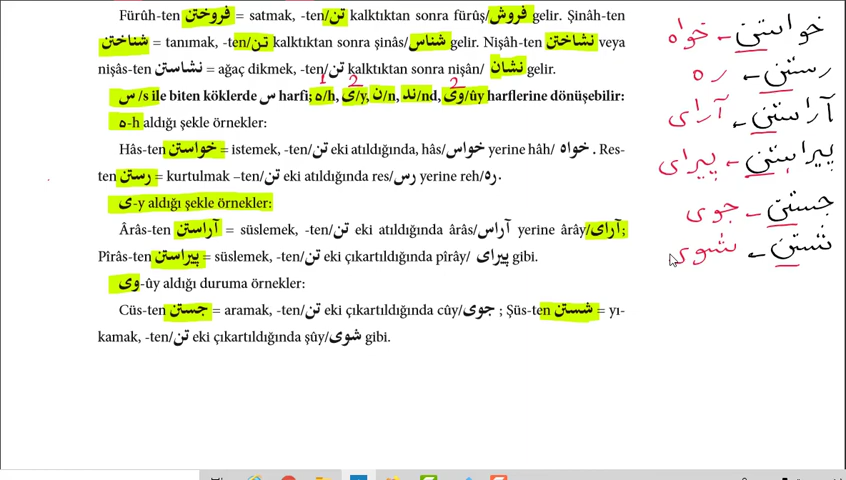 Fürûh-ten فروختن = satmak, -ten/تن kalktıktan sonra fürûş/فروش gelir. Şinâh-ten
شناختن = tanımak, -ten/تن kalktıktan sonra şinâs/شناس gelir. Nişâh-ten نشاختن veya
nişâs-ten نشاستن = ağaç dikmek, -ten/تن kalktıktan sonra nişân/ نشان gelir.
1 2 2
س/s ile biten köklerde س harfi; ه/h, ی/y, ن/n, ند/nd, وی/ûy harflerine dönüşebilir:
ه-h aldığı şekle örnekler:
Hâs-ten خواستن = istemek, -ten/تن eki atıldığında, hâs/خواس yerine hâh/ خواه . Res-
ten رستن = kurtulmak –ten/تن eki atıldığında res/رس yerine reh/ره.
ی-y aldığı şekle örnekler:
Ârâs-ten آراستن = süslemek, -ten/تن eki atıldığında ârâs/آراس yerine ârây/آرای;
Pîrâs-ten پیراستن = süslemek, -ten/تن eki çıkartıldığında pîrây/ پیرای gibi.
وی-ûy aldığı duruma örnekler:
Cüs-ten جستن = aramak, -ten/تن eki çıkartıldığında cûy/جوی ; Şüs-ten شستن = yı-
kamak, -ten/تن eki çıkartıldığında şûy/شوی gibi.
خواستن - خواه
رستن - ره
آراستن - آرای
پیراستن - پیرای
جستن - جوی
شستن - شوی